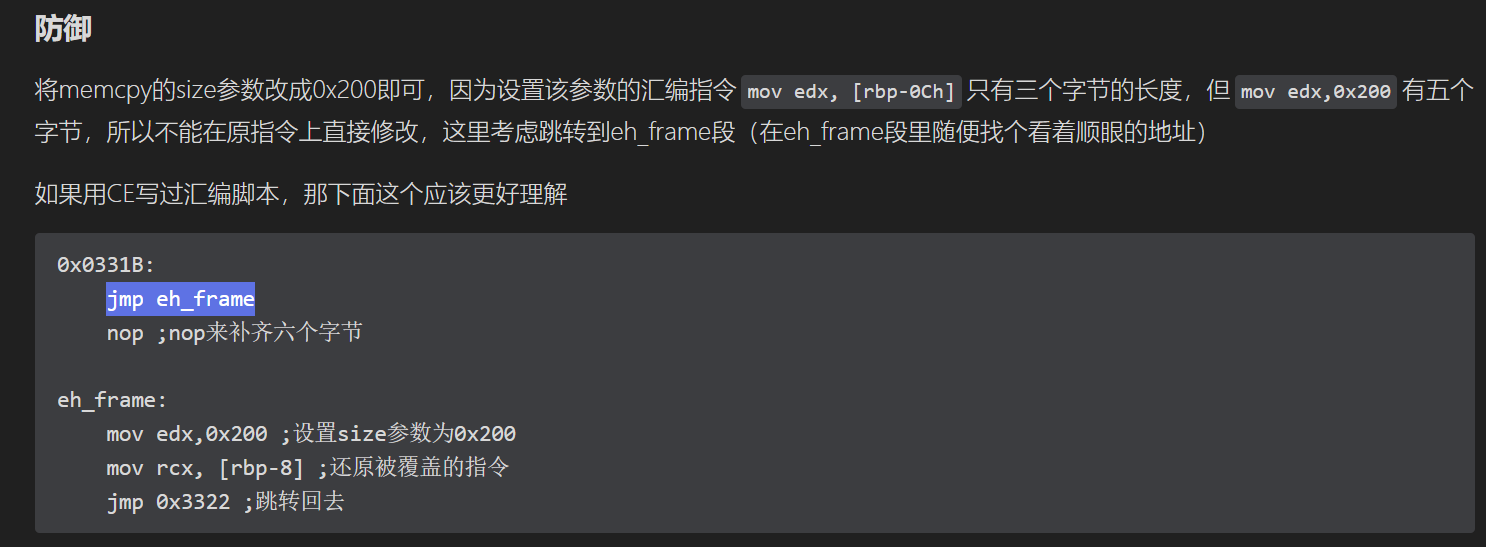 防御
将memcpy的size参数改成0x200即可，因为设置该参数的汇编指令 mov edx, [rbp-0Ch] 只有三个字节的长度，但 mov edx,0x200 有五个
字节，所以不能在原指令上直接修改，这里考虑跳转到eh_frame段（在eh_frame段里随便找个看着顺眼的地址）
如果用CE写过汇编脚本，那下面这个应该更好理解
0x0331B:
    jmp eh_frame
    nop ;nop来补齐六个字节
eh_frame:
    mov edx,0x200 ;设置size参数为0x200
    mov rcx, [rbp-8] ;还原被覆盖的指令
    jmp 0x3322 ;跳转回去